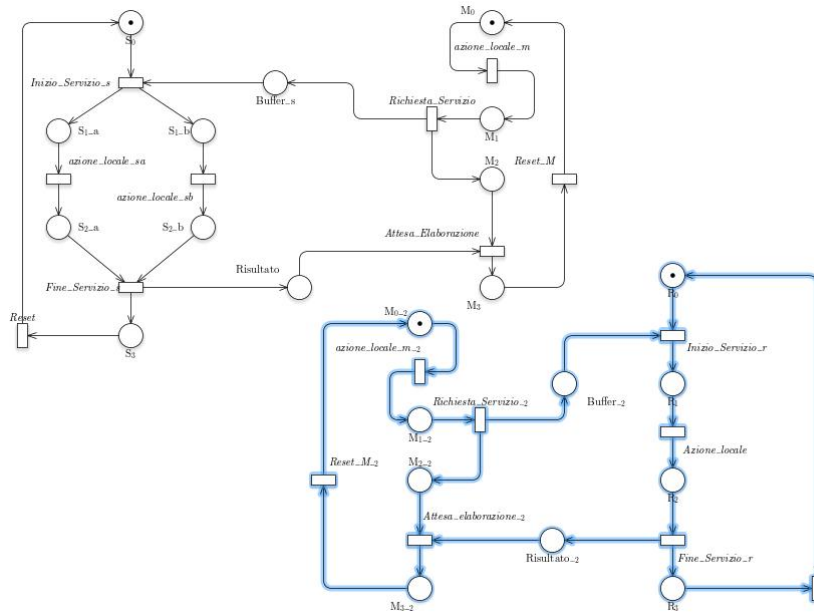 S₀
Inizio_Servizio_s
S₁_a
S₁_b
azione_locale_sa
azione_locale_sb
S₂_a
S₂_b
Fine_Servizio_s
Reset
S₃
Buffer_s
Risultato
M₀
azione_locale_m
Richiesta_Servizio
M₁
M₂
Reset_M
Attesa_Elaborazione
M₃
M₀_₂
azione_locale_m_2
Richiesta_Servizio_2
M₁_₂
Reset_M_2
M₂_₂
Attesa_elaborazione_2
M₃_₂
Buffer_2
Risultato_2
R₀
Inizio_Servizio_r
R₁
Azione_locale
R₂
Fine_Servizio_r
R₃